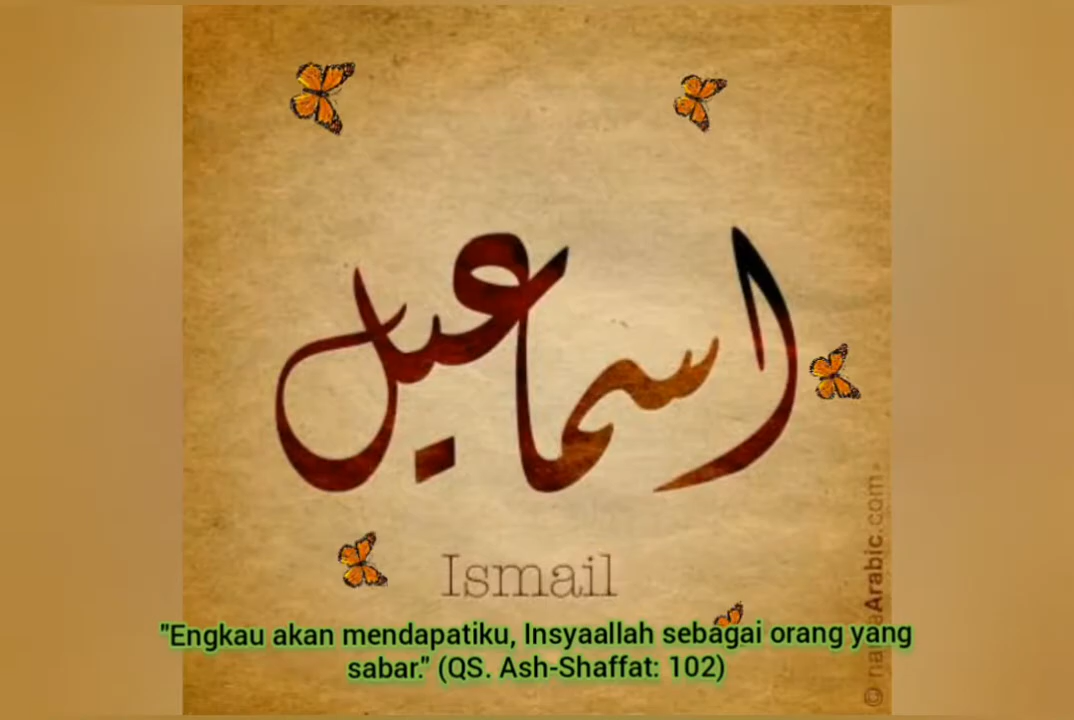 اسماعيل
Ismail
"Engkau akan mendapatiku, Insyaallah sebagai orang yang
sabar." (QS. Ash-Shaffat: 102)